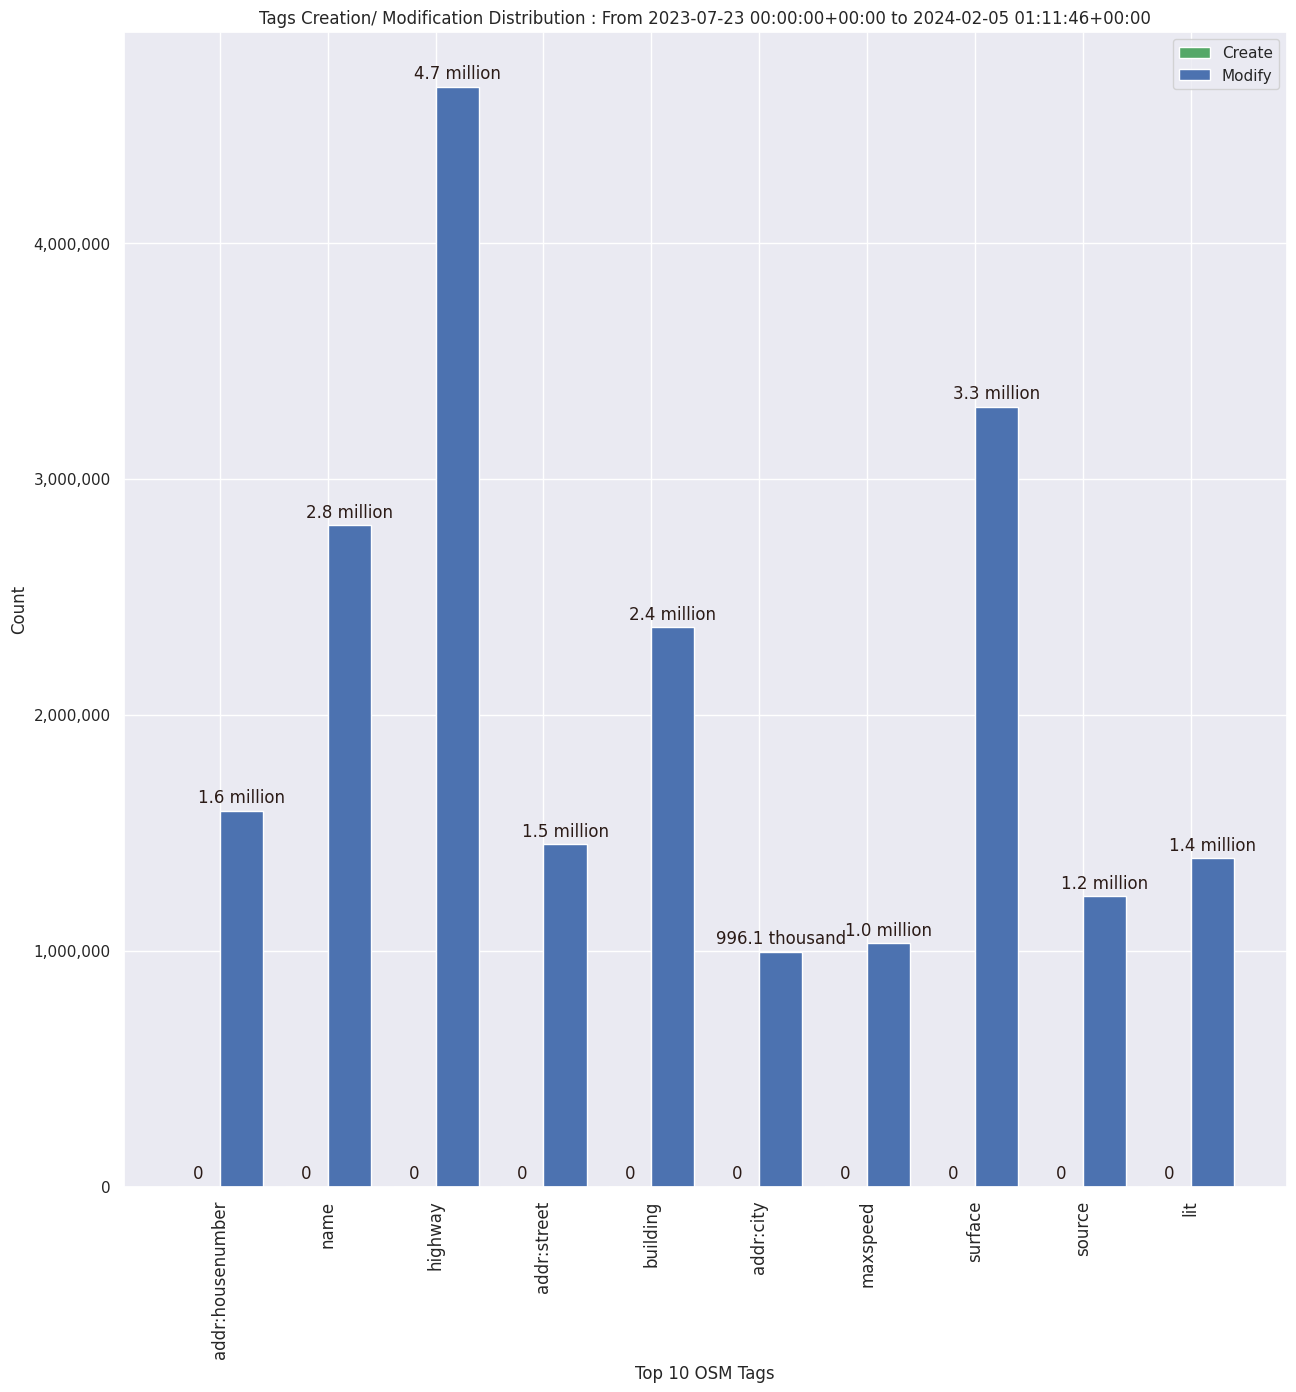 Tags Creation/ Modification Distribution : From 2023-07-23 00:00:00+00:00 to 2024-02-05 01:11:46+00:00
Create
Modify
4.7 million
4,000,000
3.3 million
3,000,000
2.8 million
2.4 million
Count
2,000,000
1.6 million
1.5 million
1.4 million
1.2 million
996.1 thousand
1.0 million
1,000,000
0 0 0 0 0 0 0 0 0 0
0
addr:housenumber
name
highway
addr:street
building
addr:city
maxspeed
surface
source
lit
Top 10 OSM Tags